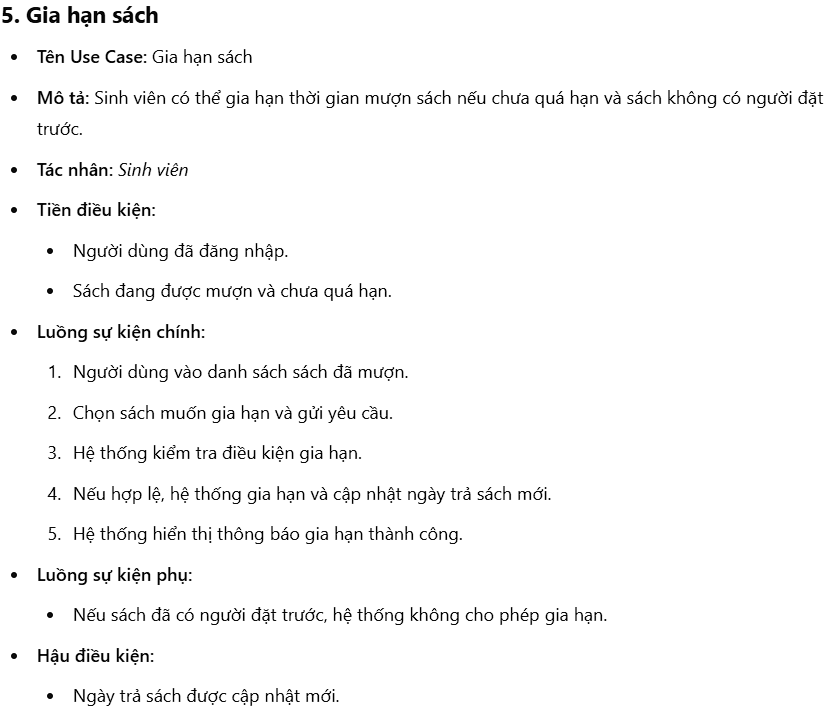 5. Gia hạn sách
• Tên Use Case: Gia hạn sách
• Mô tả: Sinh viên có thể gia hạn thời gian mượn sách nếu chưa quá hạn và sách không có người đặt
trước.
• Tác nhân: Sinh viên
• Tiền điều kiện:
• Người dùng đã đăng nhập.
• Sách đang được mượn và chưa quá hạn.
• Luồng sự kiện chính:
1. Người dùng vào danh sách sách đã mượn.
2. Chọn sách muốn gia hạn và gửi yêu cầu.
3. Hệ thống kiểm tra điều kiện gia hạn.
4. Nếu hợp lệ, hệ thống gia hạn và cập nhật ngày trả sách mới.
5. Hệ thống hiển thị thông báo gia hạn thành công.
• Luồng sự kiện phụ:
• Nếu sách đã có người đặt trước, hệ thống không cho phép gia hạn.
• Hậu điều kiện:
• Ngày trả sách được cập nhật mới.